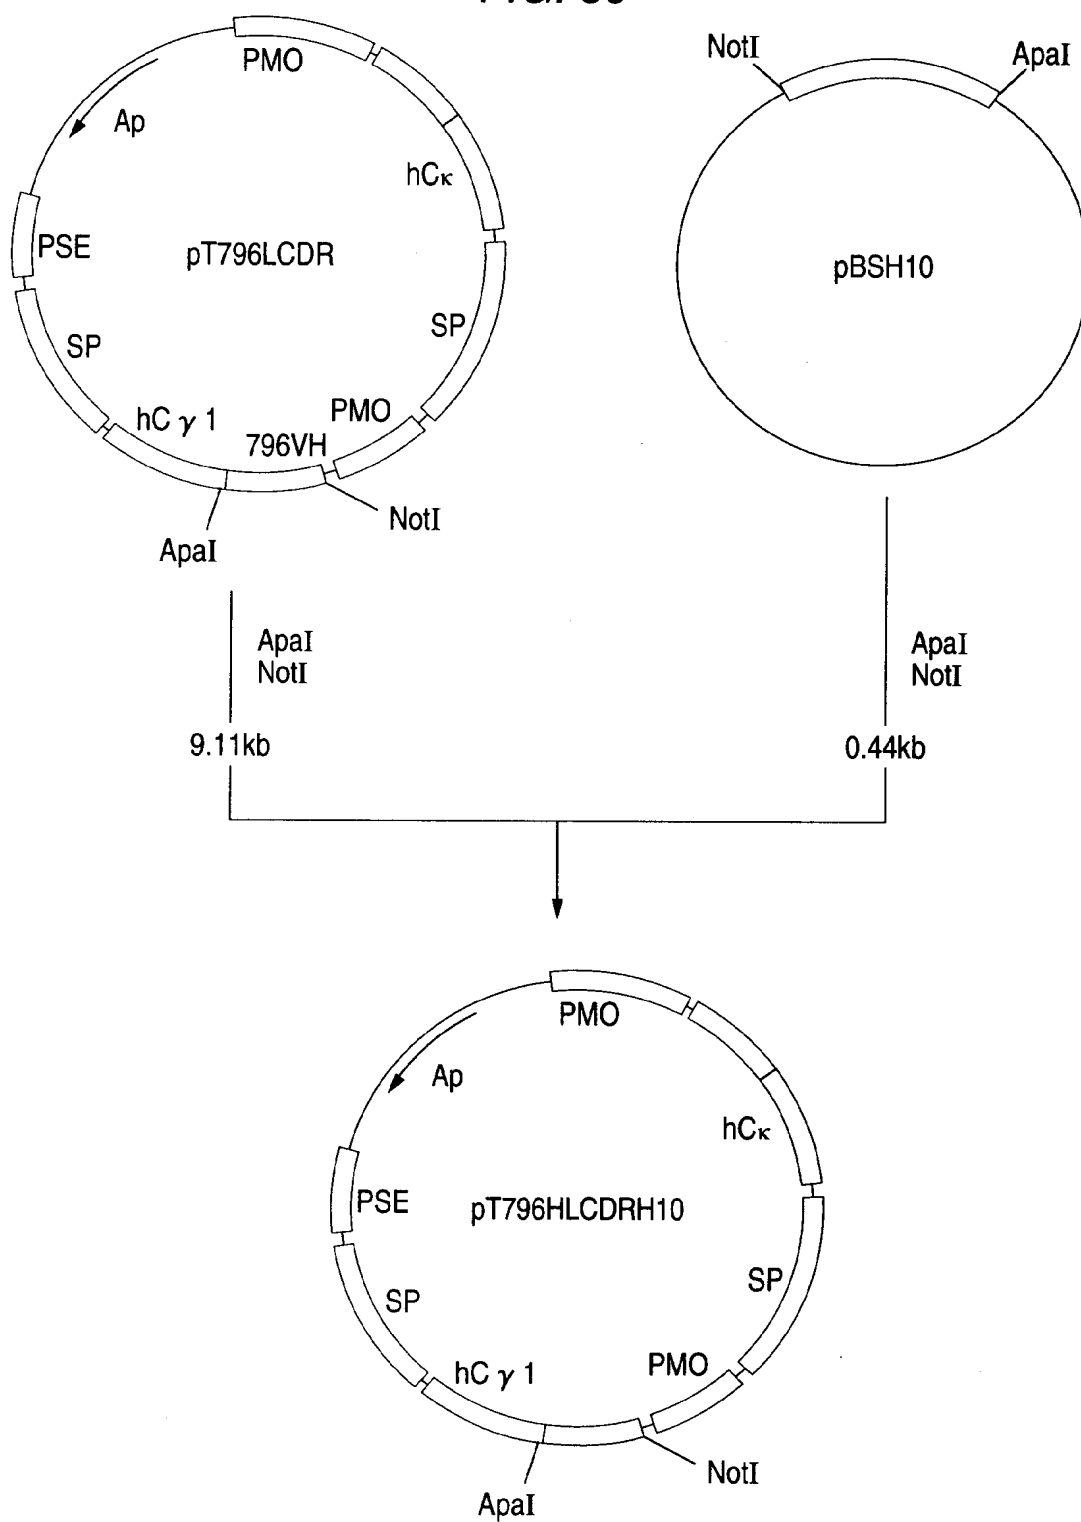 PMO
Ap
hCκ
PSE
pT796LCDR
SP
SP
PMO
hC γ 1
796VH
NotI
ApaI
NotI
ApaI
pBSH10
ApaI
NotI
9.11kb
ApaI
NotI
0.44kb
PMO
Ap
hCκ
PSE
pT796HLCDRH10
SP
SP
PMO
hC γ 1
NotI
ApaI